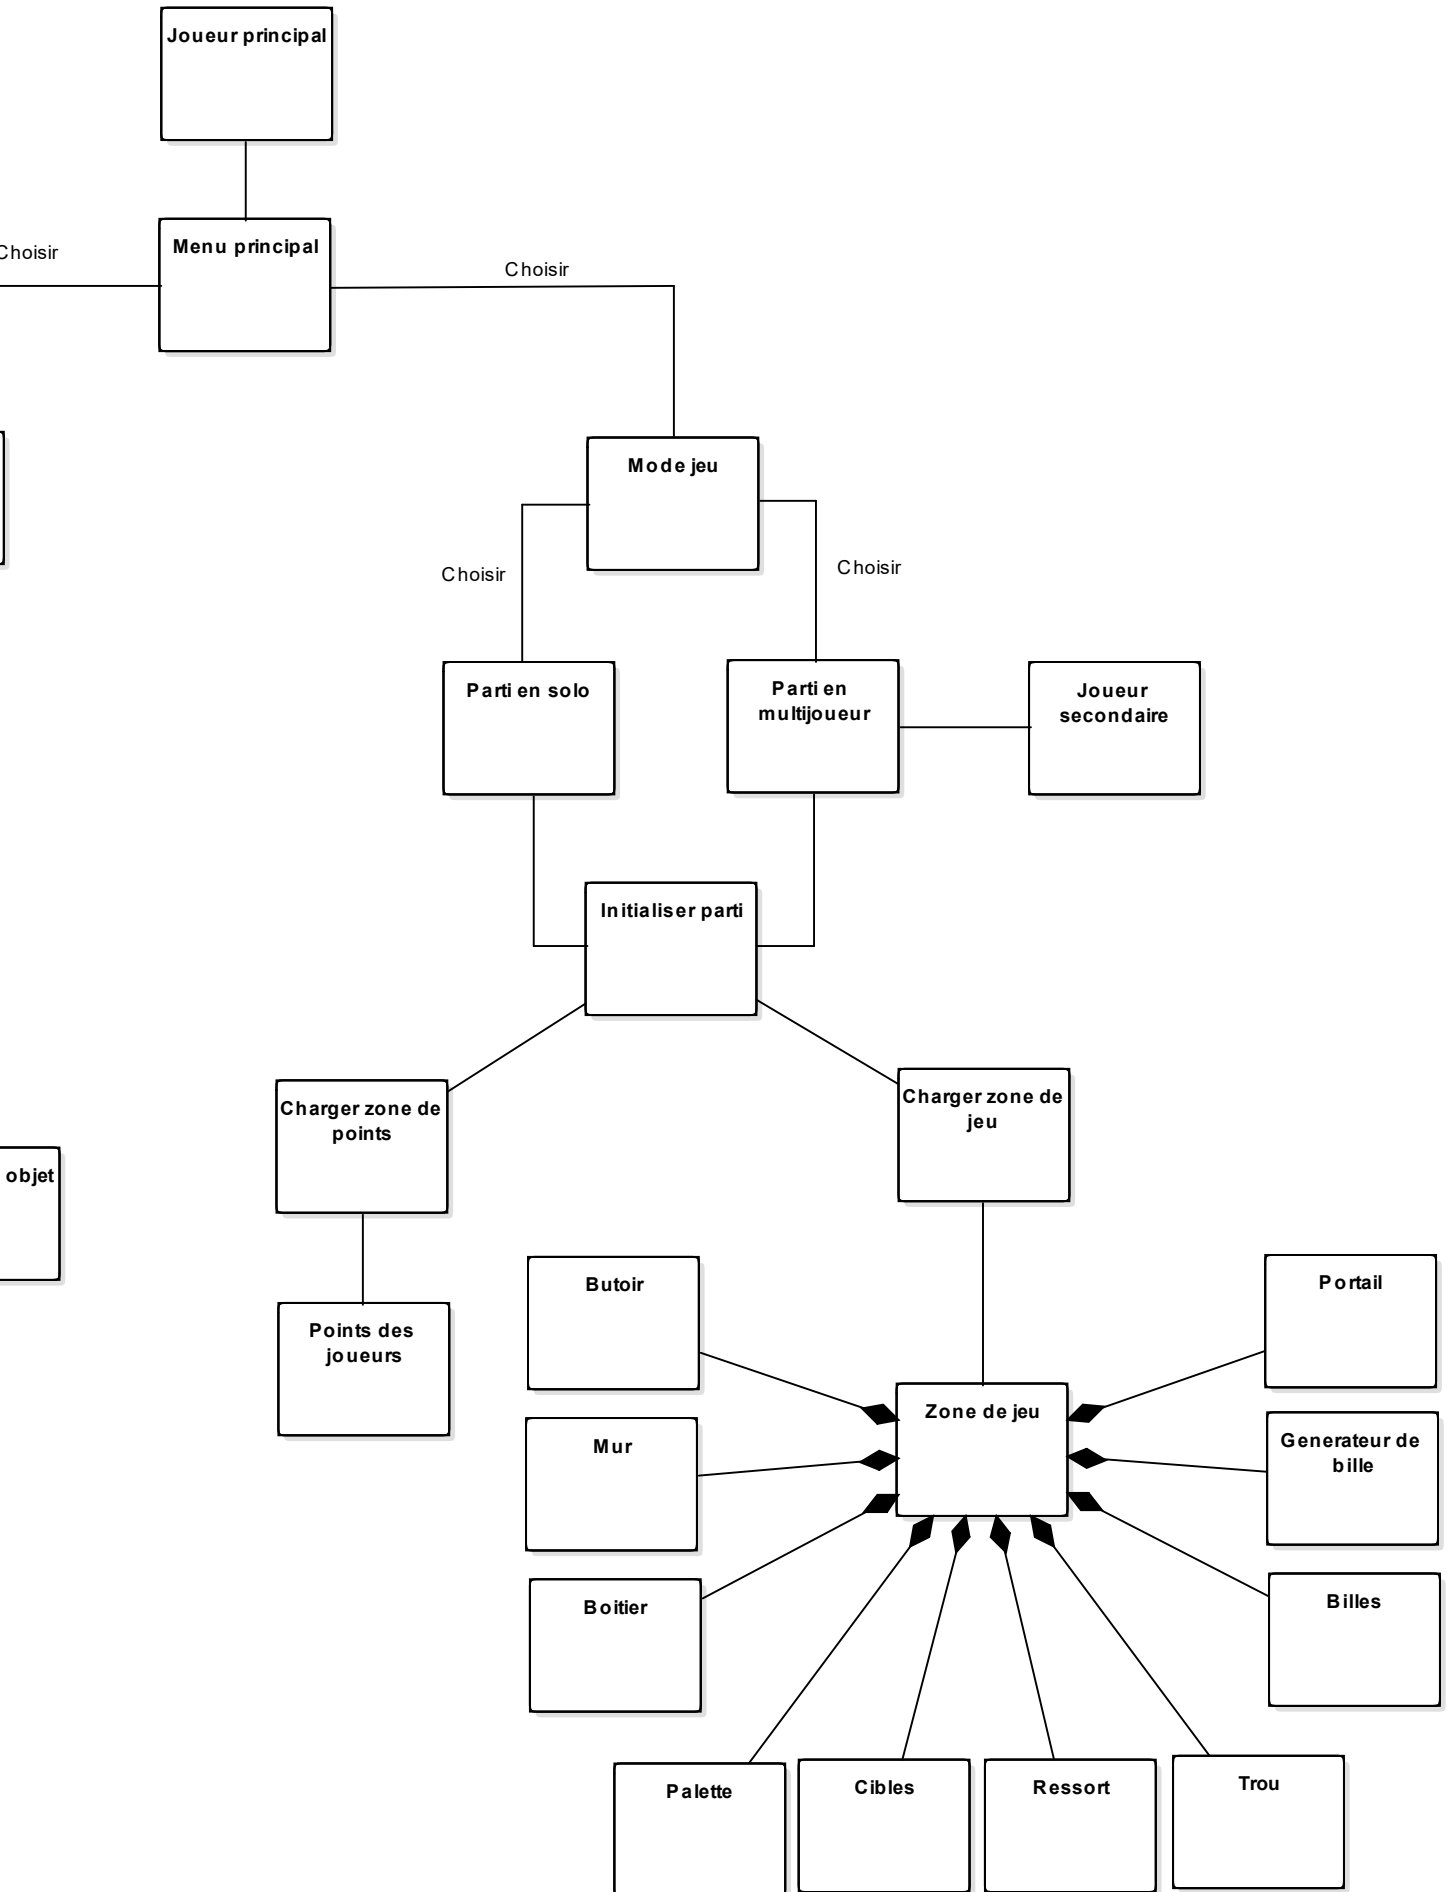 Joueur principal
Menu principal
Choisir
Choisir
Mode jeu
Choisir
Choisir
Parti en solo
Parti en
multijoueur
Joueur
secondaire
Initialiser parti
Charger zone de
points
Charger zone de
jeu
objet
Points des
joueurs
Butoir
Portail
Zone de jeu
Mur
Generateur de
bille
Boitier
Billes
Palette
Cibles
Ressort
Trou